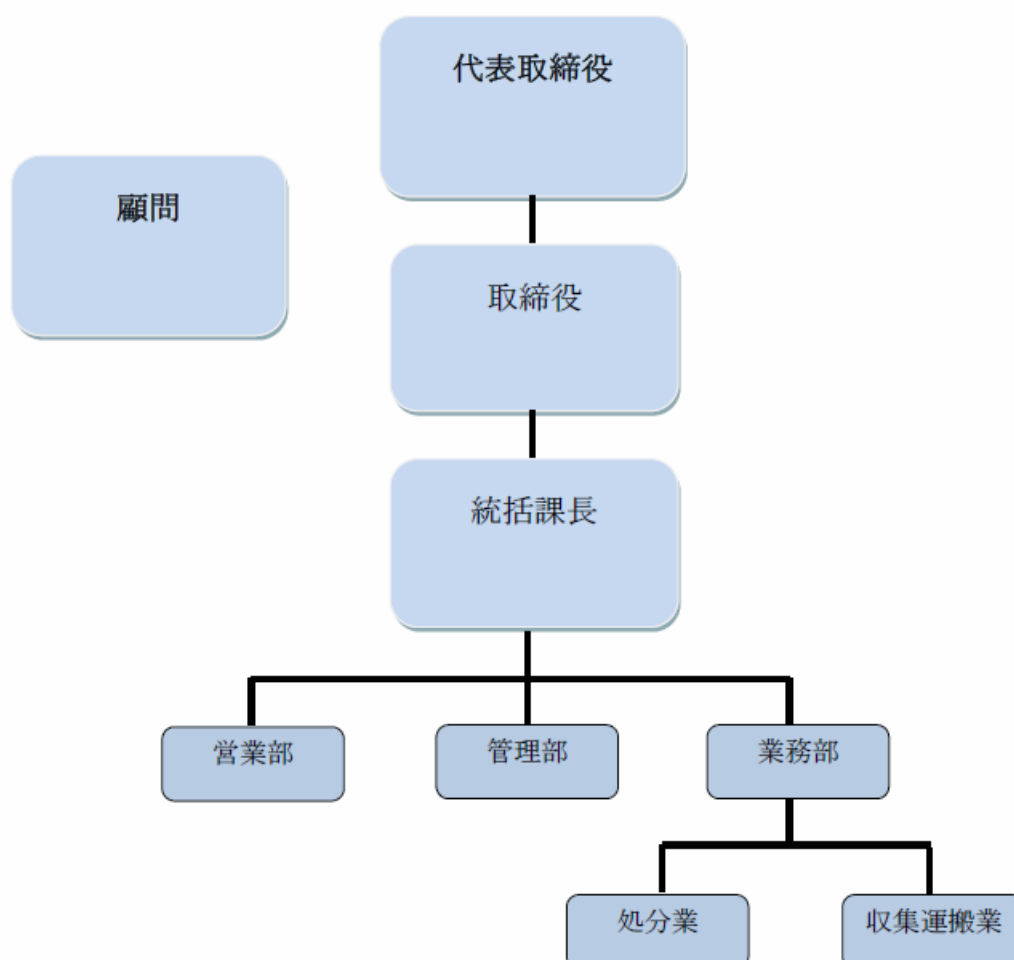 代表取締役
顧問
取締役
統括課長
営業部
管理部
業務部
処分業
収集運搬業